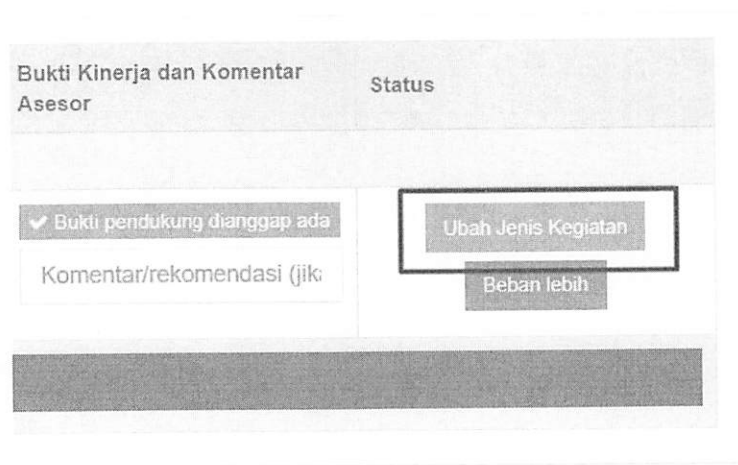 Bukti Kinerja dan Komentar
Asesor
Status
✔ Bukti pendukung dianggap ada
Ubah Jenis Kegiatan
Komentar/rekomendasi (jik
Beban lebih